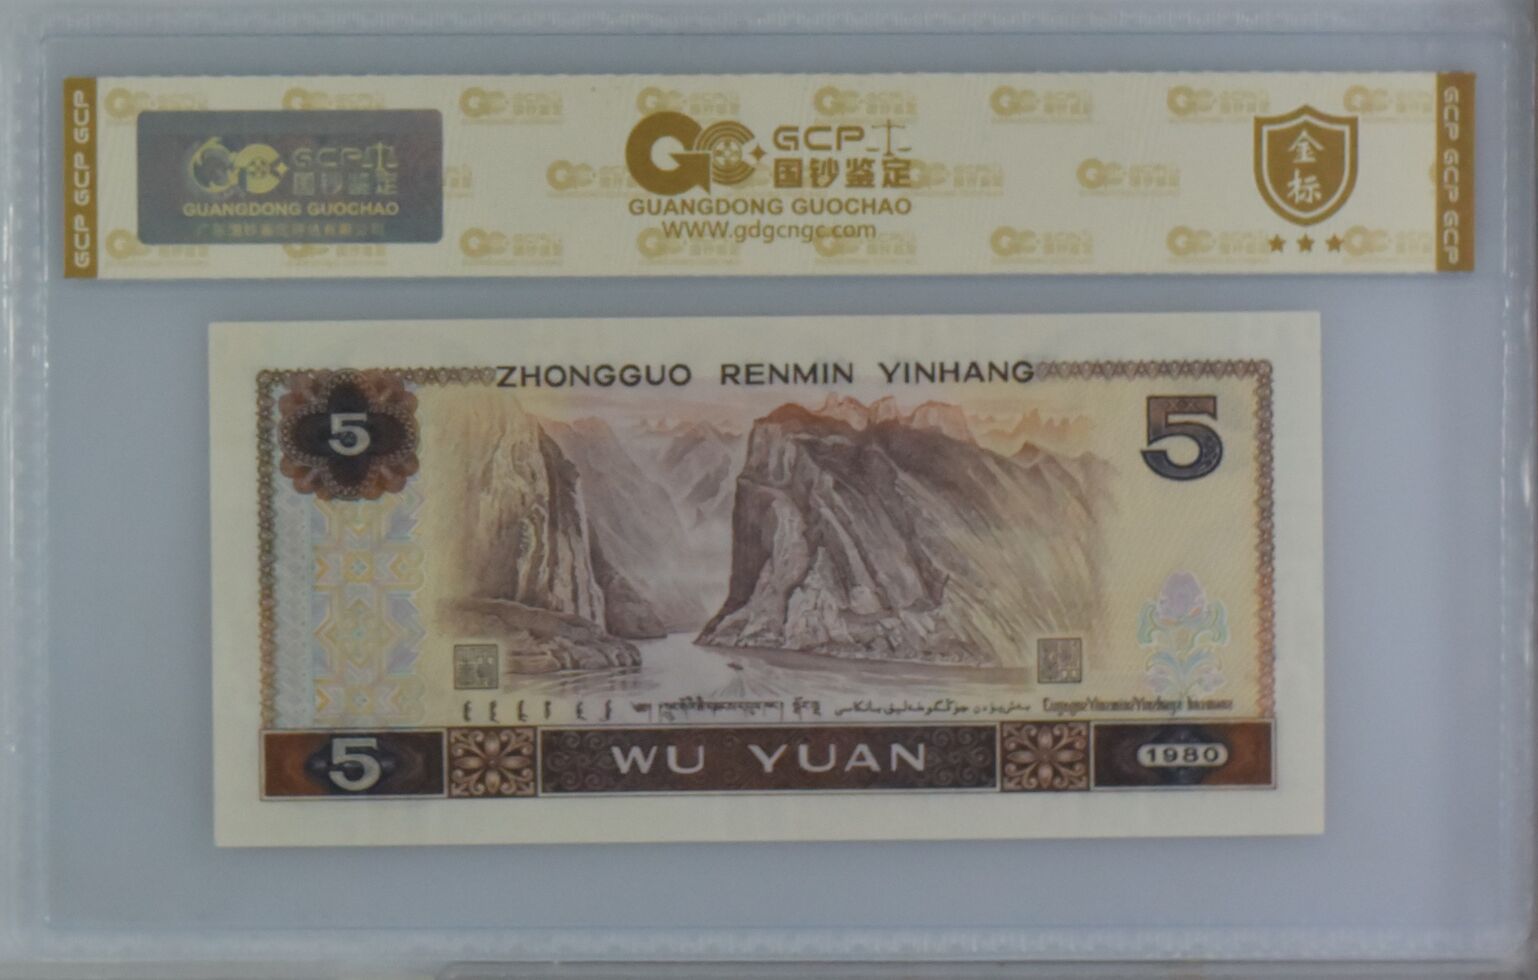 GCP GCP GCP
GCP
国钞鉴定
GUANGDONG GUOCHAO
GCP
国钞鉴定
GUANGDONG GUOCHAO
WWW.gdgcngc.com
金
标
GCP GCP GCP
ZHONGGUO RENMIN YINHANG
5
5
5
WU YUAN
1980